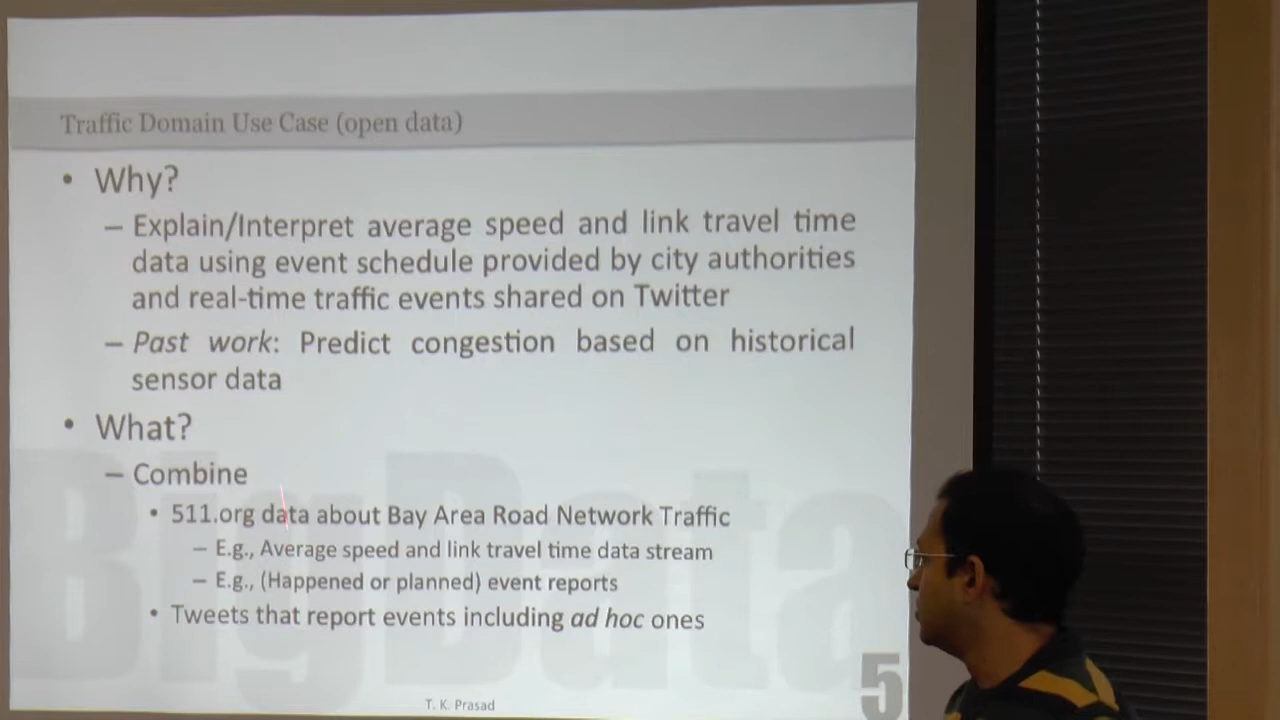 Traffic Domain Use Case (open data)
• Why?
– Explain/Interpret average speed and link travel time
data using event schedule provided by city authorities
and real-time traffic events shared on Twitter
– Past work: Predict congestion based on historical
sensor data
• What?
– Combine
• 511.org data about Bay Area Road Network Traffic
– E.g., Average speed and link travel time data stream
– E.g., (Happened or planned) event reports
• Tweets that report events including ad hoc ones
BigData
T. K. Prasad
5